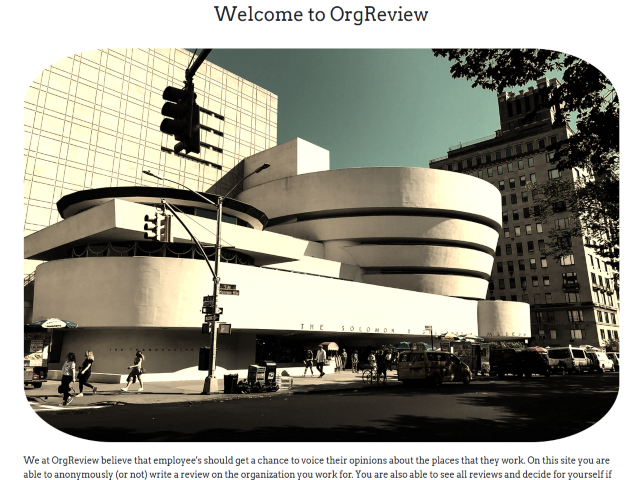 Welcome to OrgReview
THE SOLOMON
We at OrgReview believe that employee's should get a chance to voice their opinions about the places that they work. On this site you are
able to anonymously (or not) write a review on the organization you work for. You are also able to see all reviews and decide for yourself if